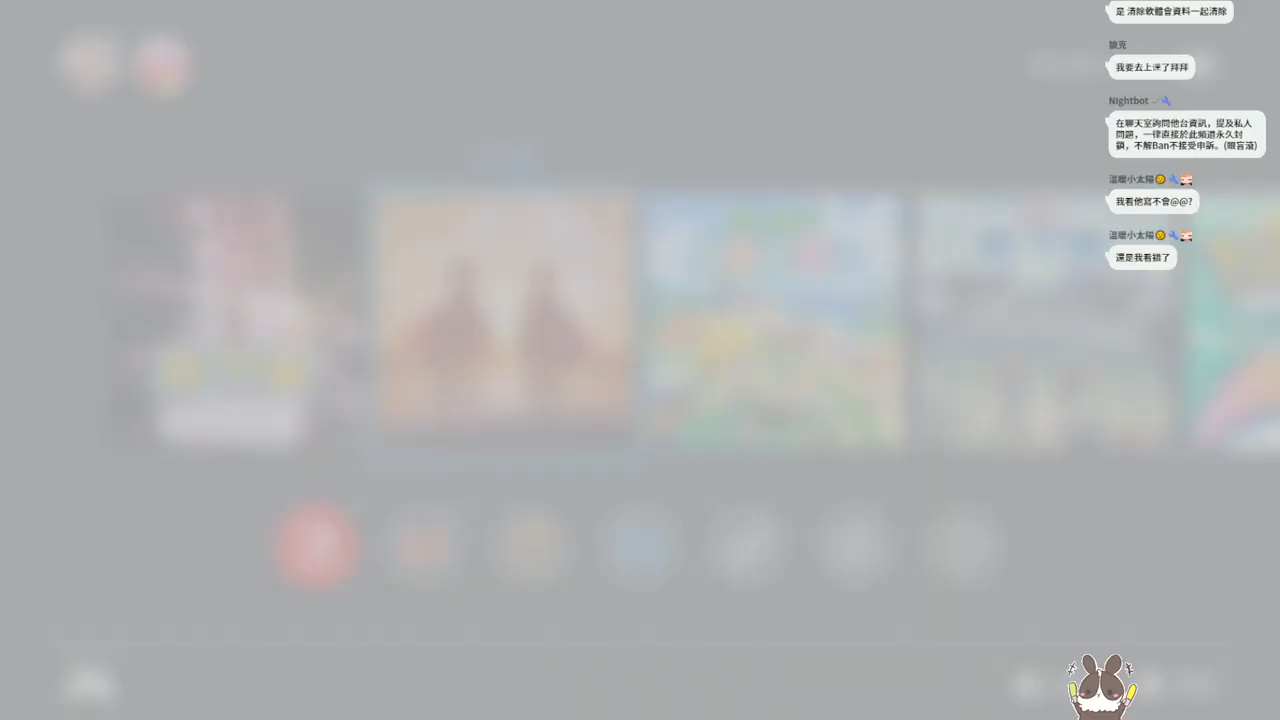 是 清除軟體會資料一起清除
狼克
我要去上課了拜拜
Nightbot
在聊天室詢問他台資訊，提及私人
問題，一律直接於此頻道永久封
鎖，不解Ban不接受申訴。(眼盲滾)
溫暖小太陽
我看他寫不會@@?
溫暖小太陽
還是我看錯了